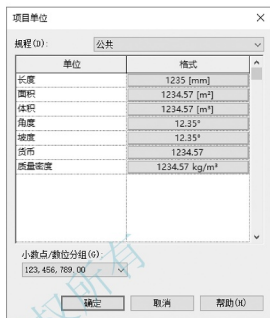 项目单位 ×
规程(D): 公共
单位 格式
长度 1235 [mm]
面积 1234.57 [m²]
体积 1234.57 [m³]
角度 12.35°
坡度 12.35°
货币 1234.57
质量密度 1234.57 kg/m³
小数点/数位分组(G):
123,456,789.00
确定 取消 帮助(H)
权所有